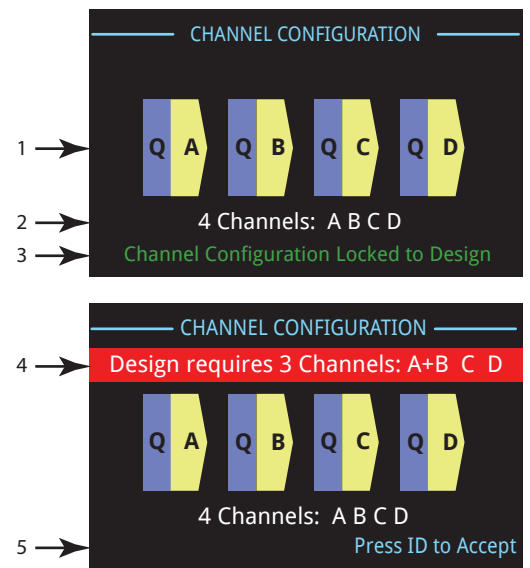 CHANNEL CONFIGURATION
1 Q A Q B Q C Q D
2 4 Channels: A B C D
3 Channel Configuration Locked to Design
CHANNEL CONFIGURATION
4 Design requires 3 Channels: A+B C D
Q A Q B Q C Q D
4 Channels: A B C D
5 Press ID to Accept